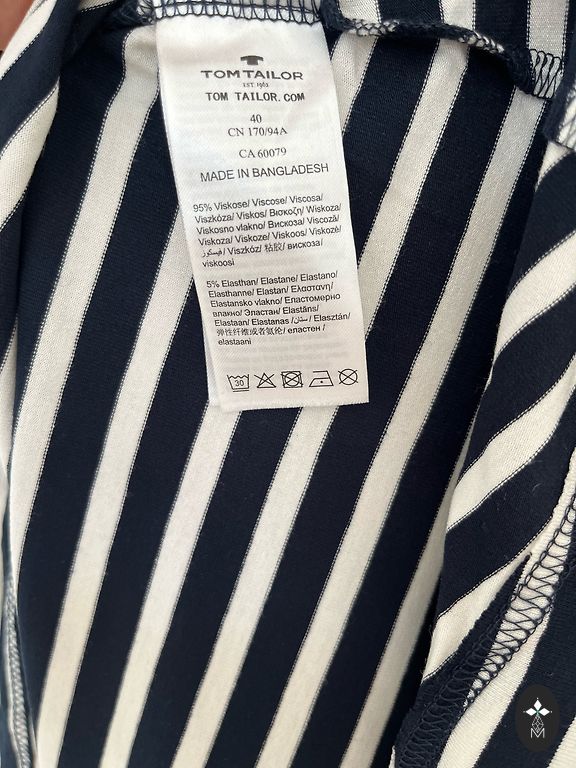 TOM TAILOR
EST 1962
TOM TAILOR.COM
40
CN 170/94A
CA 60079
MADE IN BANGLADESH
95% Viskose/ Viscose/ Viscosa/
Viszkóza/ Viskos/ Βισκόζη/ Wiskoza/
Viskosno vlakno/ Вискоза/ Viscoză/
Viskoza/ Viskoze/ Viskoos/ Viskozė/
فيسكوز/ Viszkóz/ 粘胶/ вискоза/
viskoosi
5% Elasthan/ Elastane/ Elastano/
Elasthanne/ Elastan/ Ελαστανη/
Elastansko vlakno/ Еластомерно
влакно/ Эластан/ Elastāns/
Elastaan/ Elastanas /ستان/ Elasztán/
弹性纤维或者氨纶/ еластен /
elastaani
30
M